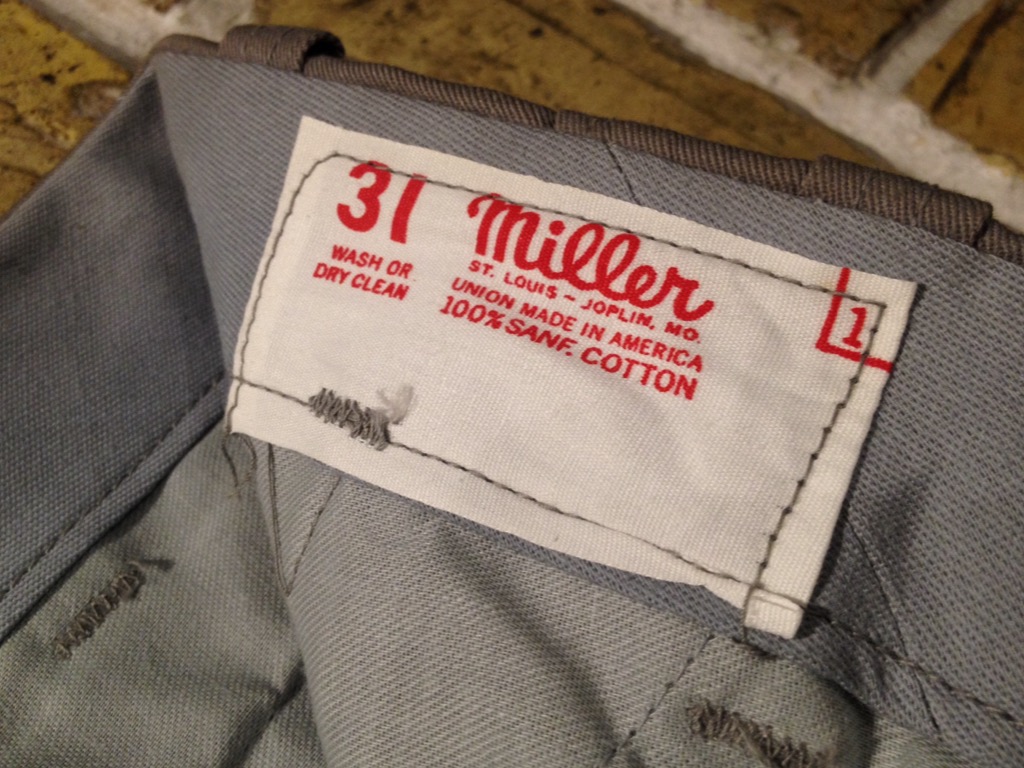 31
WASH OR
DRY CLEAN
Miller
ST. LOUIS – JOPLIN, MO.
UNION MADE IN AMERICA
100% SANF. COTTON
1